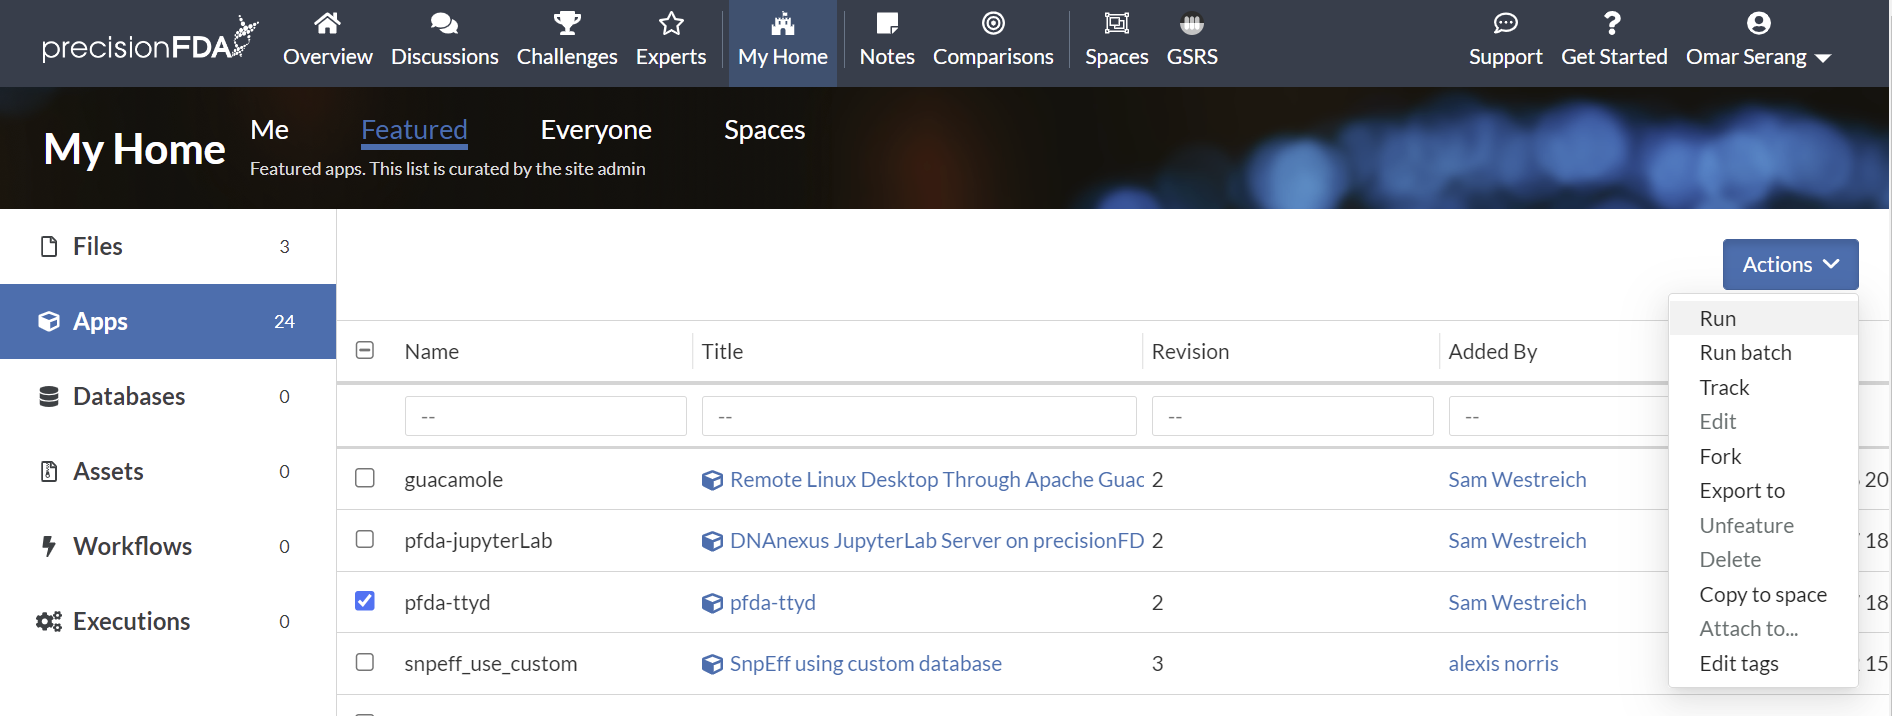 precisionFDA
Overview
Discussions
Challenges
Experts
My Home
Notes
Comparisons
Spaces
GSRS
Support
Get Started
Omar Serang
My Home
Me
Featured
Everyone
Spaces
Featured apps. This list is curated by the site admin
Files 3
Apps 24
Databases 0
Assets 0
Workflows 0
Executions 0
Actions
Run
Run batch
Track
Edit
Fork
Export to
Unfeature
Delete
Copy to space
Attach to...
Edit tags
Name Title Revision Added By
-- -- -- --
guacamole Remote Linux Desktop Through Apache Guac 2 Sam Westreich 20
pfda-jupyterLab DNAnexus JupyterLab Server on precisionFD 2 Sam Westreich 18
pfda-ttyd pfda-ttyd 2 Sam Westreich 18
snpeff_use_custom SnpEff using custom database 3 alexis norris 15